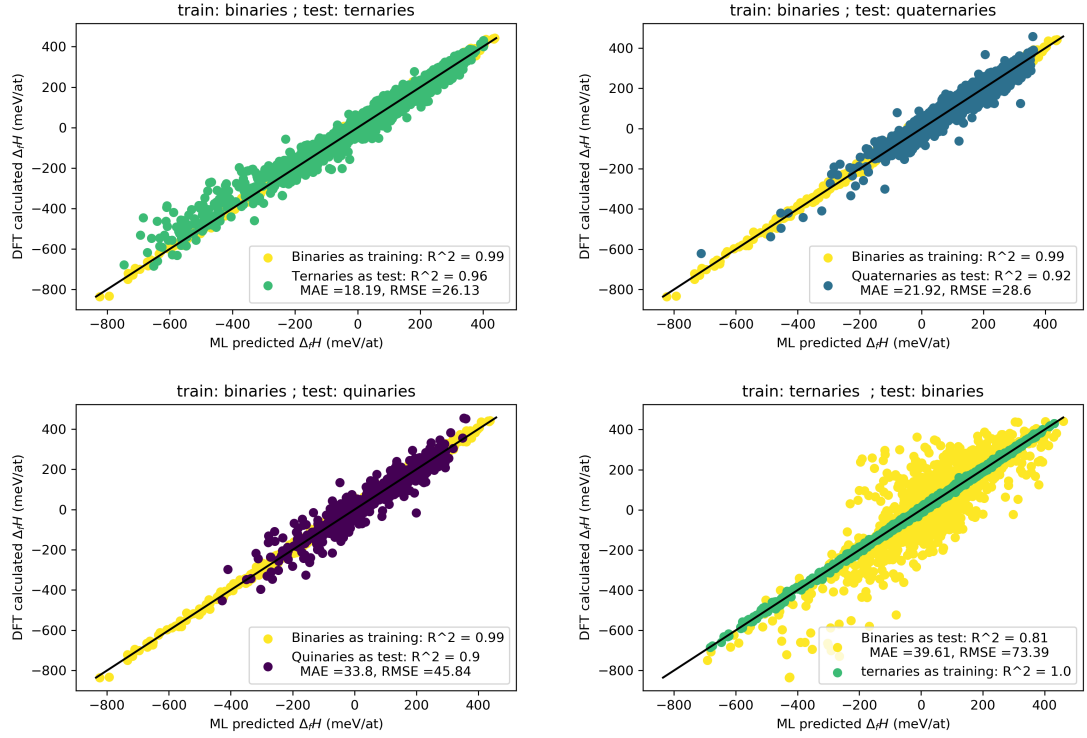 train: binaries ; test: ternaries
DFT calculated ΔfH (meV/at)
400
200
0
−200
−400
−600
−800
Binaries as training: R^2 = 0.99
Ternaries as test: R^2 = 0.96
MAE =18.19, RMSE =26.13
−800 −600 −400 −200 0 200 400
ML predicted ΔfH (meV/at)
train: binaries ; test: quaternaries
DFT calculated ΔfH (meV/at)
400
200
0
−200
−400
−600
−800
Binaries as training: R^2 = 0.99
Quaternaries as test: R^2 = 0.92
MAE =21.92, RMSE =28.6
−800 −600 −400 −200 0 200 400
ML predicted ΔfH (meV/at)
train: binaries ; test: quinaries
DFT calculated ΔfH (meV/at)
400
200
0
−200
−400
−600
−800
Binaries as training: R^2 = 0.99
Quinaries as test: R^2 = 0.9
MAE =33.8, RMSE =45.84
−800 −600 −400 −200 0 200 400
ML predicted ΔfH (meV/at)
train: ternaries  ; test: binaries
DFT calculated ΔfH (meV/at)
400
200
0
−200
−400
−600
−800
Binaries as test: R^2 = 0.81
MAE =39.61, RMSE =73.39
ternaries as training: R^2 = 1.0
−800 −600 −400 −200 0 200 400
ML predicted ΔfH (meV/at)